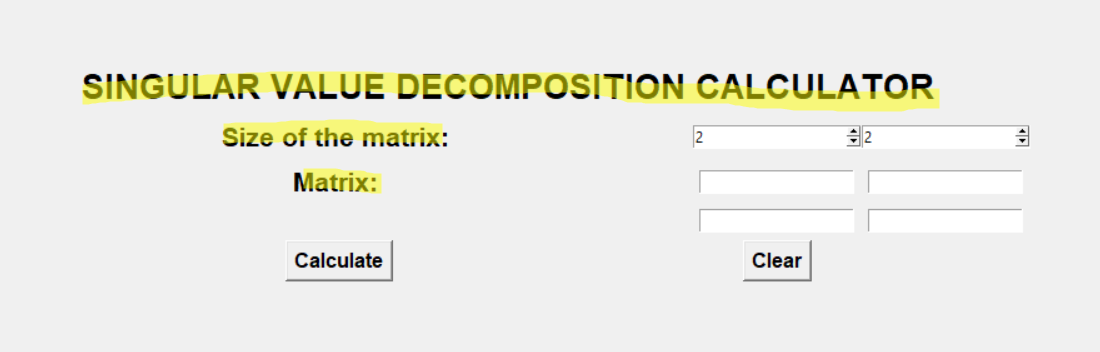 SINGULAR VALUE DECOMPOSITION CALCULATOR
Size of the matrix: 2 2
Matrix:
Calculate Clear